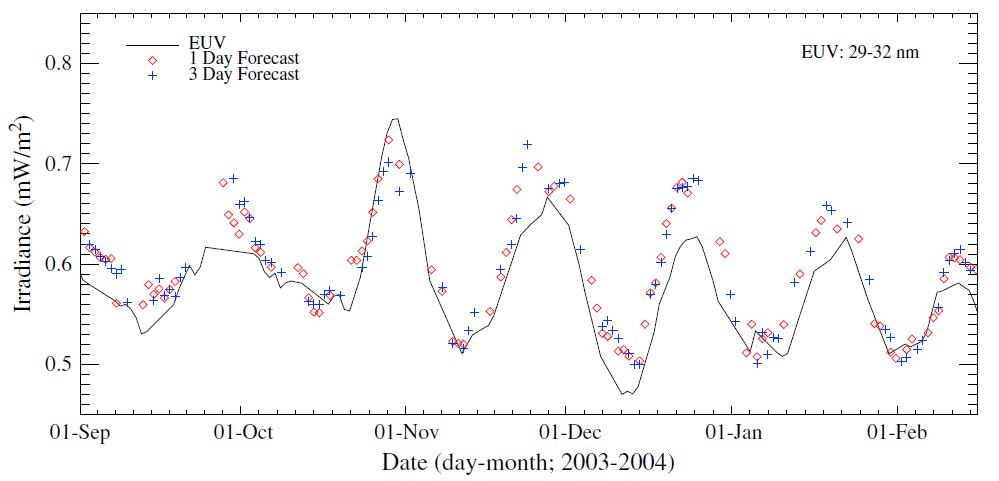 EUV
1 Day Forecast
3 Day Forecast
EUV: 29-32 nm
0.8
0.7
0.6
0.5
Irradiance (mW/m²)
01-Sep 01-Oct 01-Nov 01-Dec 01-Jan 01-Feb
Date (day-month; 2003-2004)